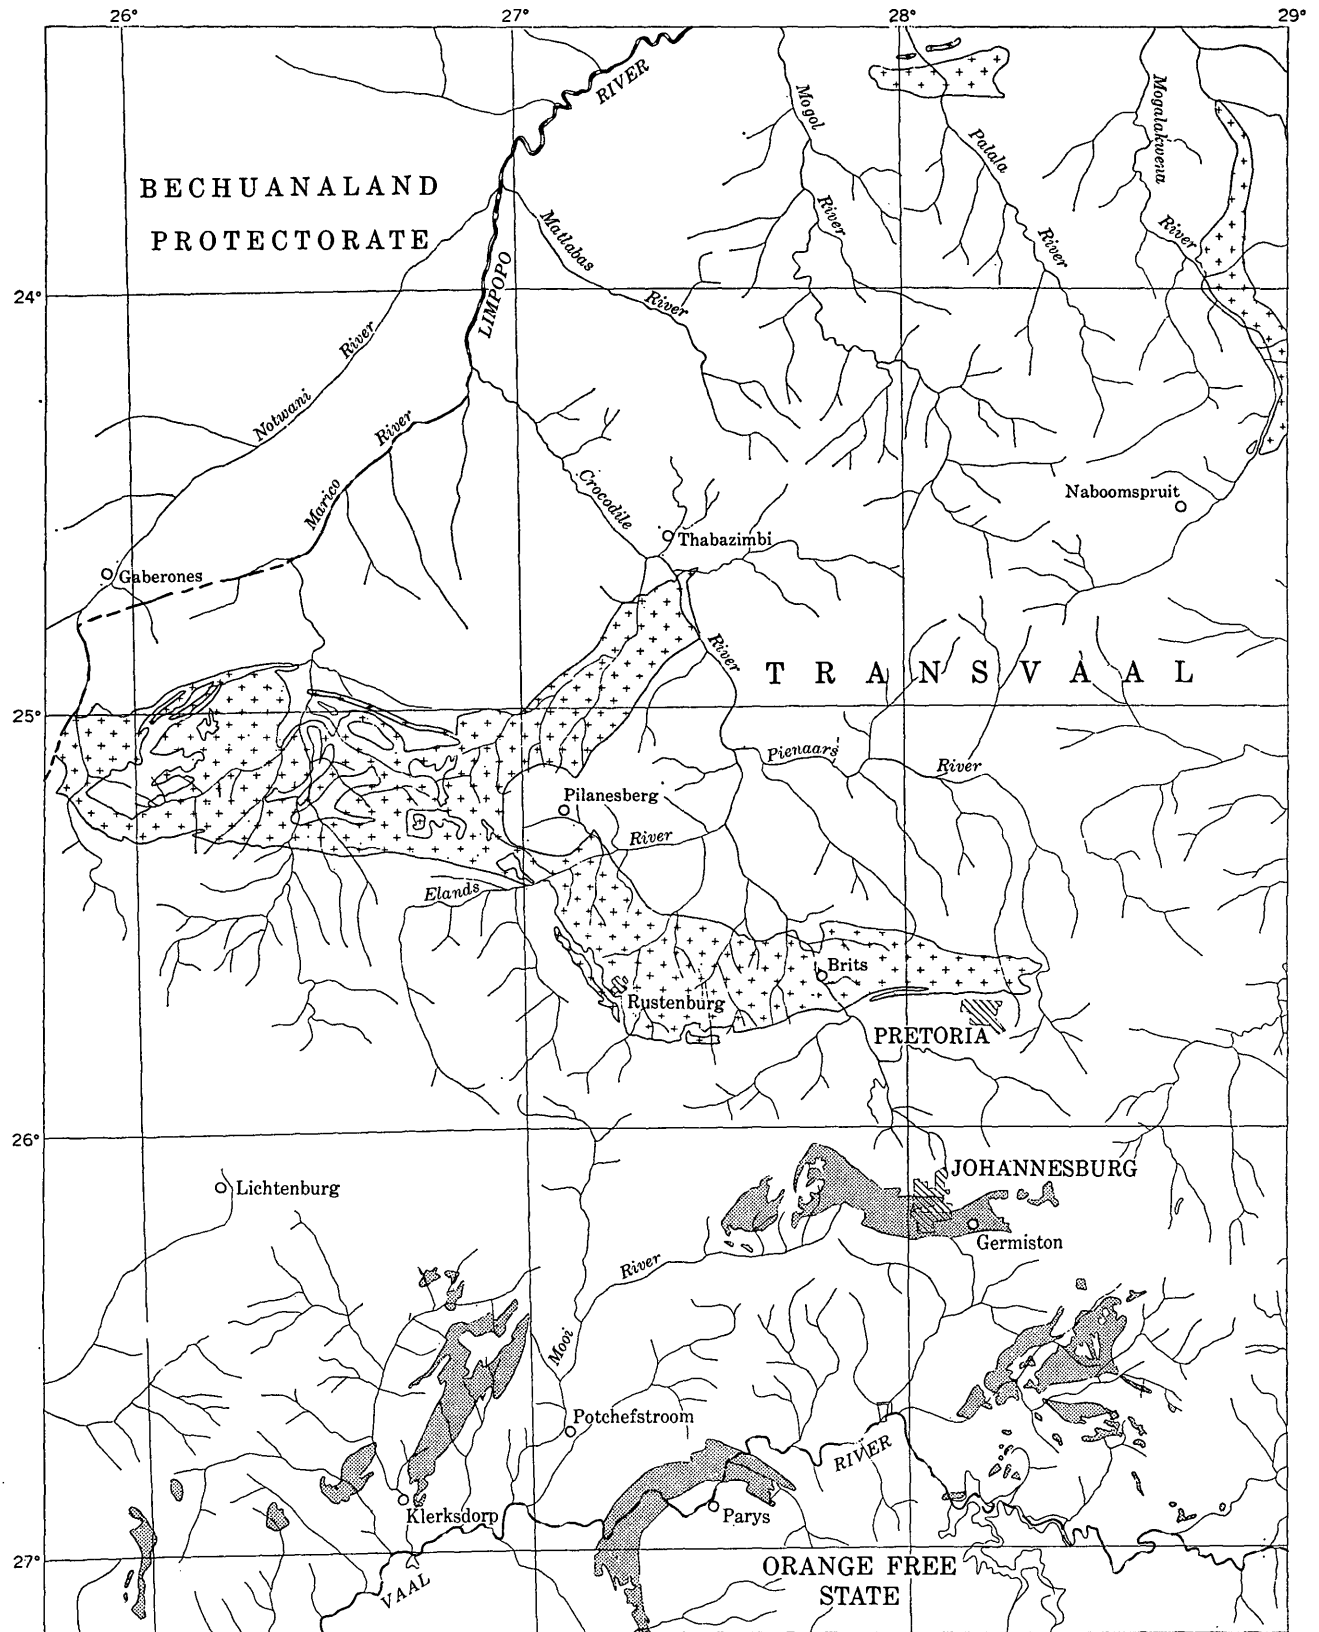 26° 27° 28° 29°
RIVER
Mogol
Palala
Mogalakwena
BECHUANALAND
PROTECTORATE
Matlabas
River
River
River
LIMPOPO
24°
River
River
Notwani
River
Marico
Crocodile
Naboomspruit
Thabazimbi
Gaberones
River
TRANSVAAL
25°
Pienaars'
River
Pilanesberg
River
Elands
Brits
Rustenburg
PRETORIA
26°
JOHANNESBURG
Lichtenburg
Germiston
River
Mooi
Potchefstroom
RIVER
Klerksdorp
Parys
27°
ORANGE FREE
STATE
VAAL